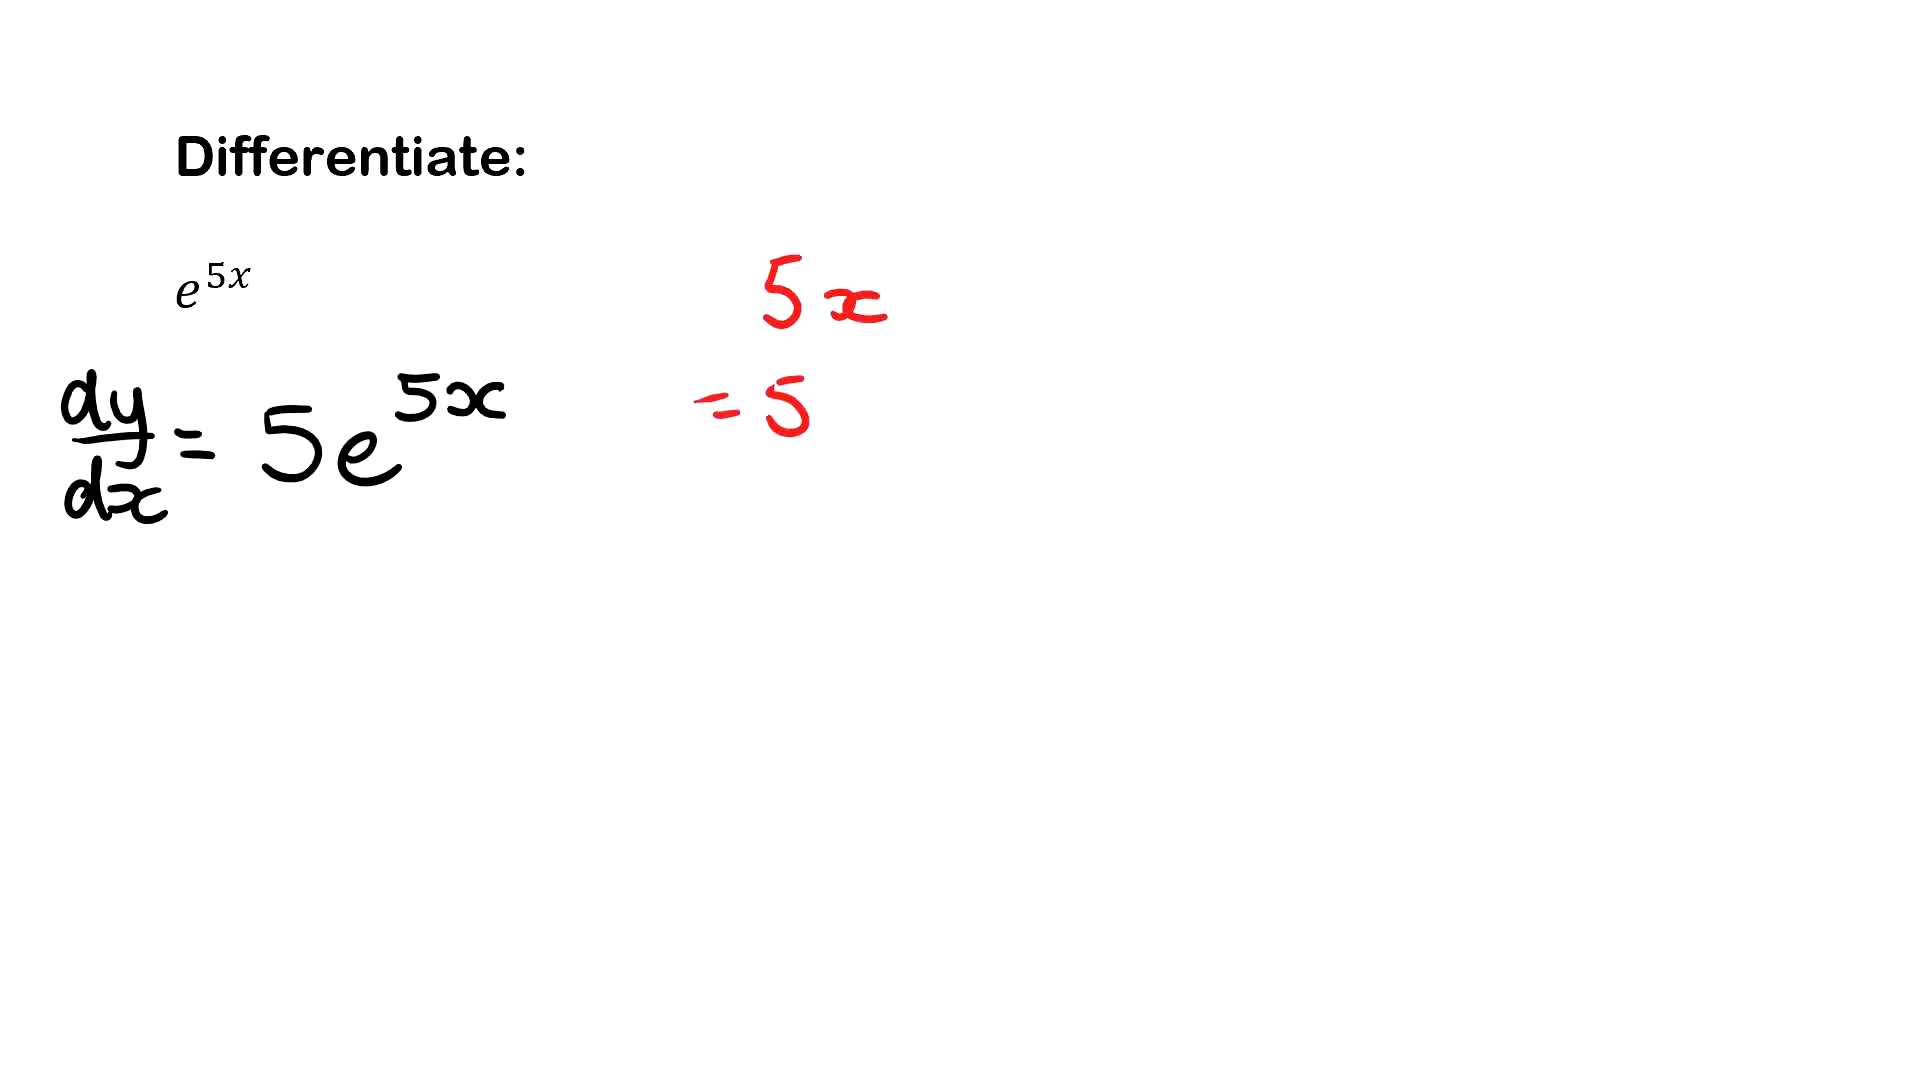 Differentiate:
e^{5x}
dy/dx = 5e^{5x}
5x
= 5